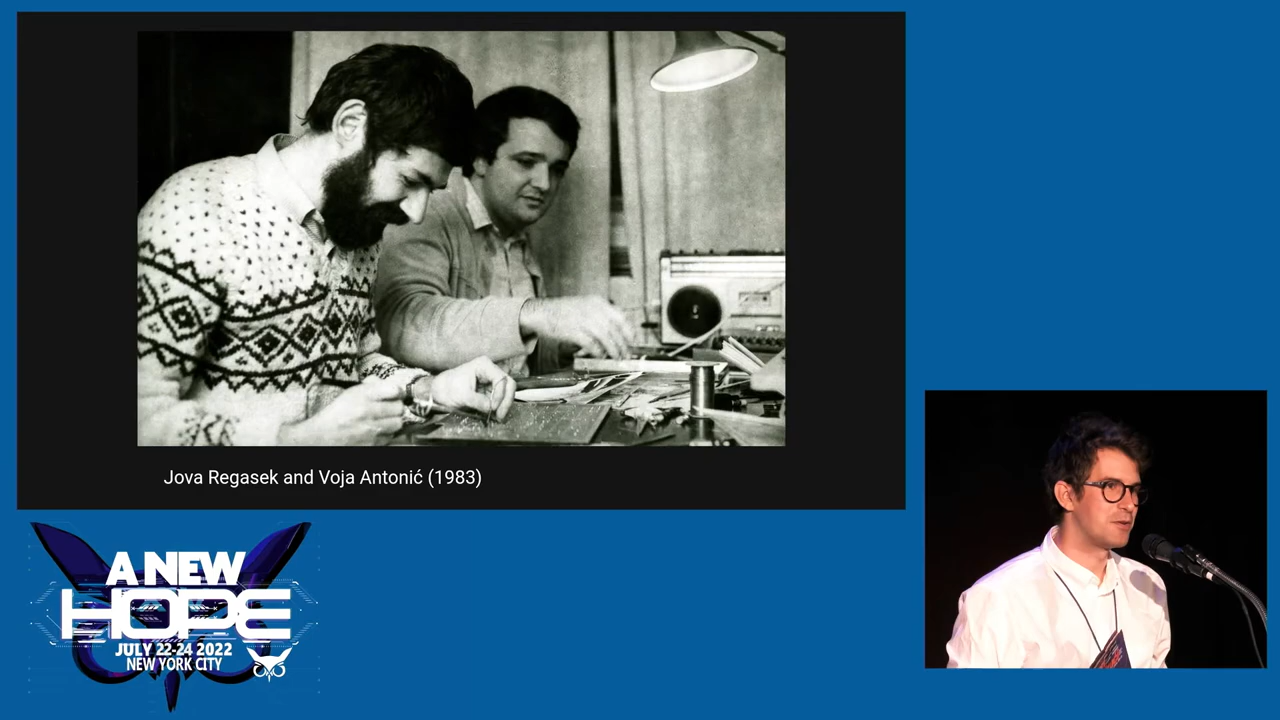 Jova Regasek and Voja Antonić (1983)
A NEW
HOPE
JULY 22-24 2022
NEW YORK CITY